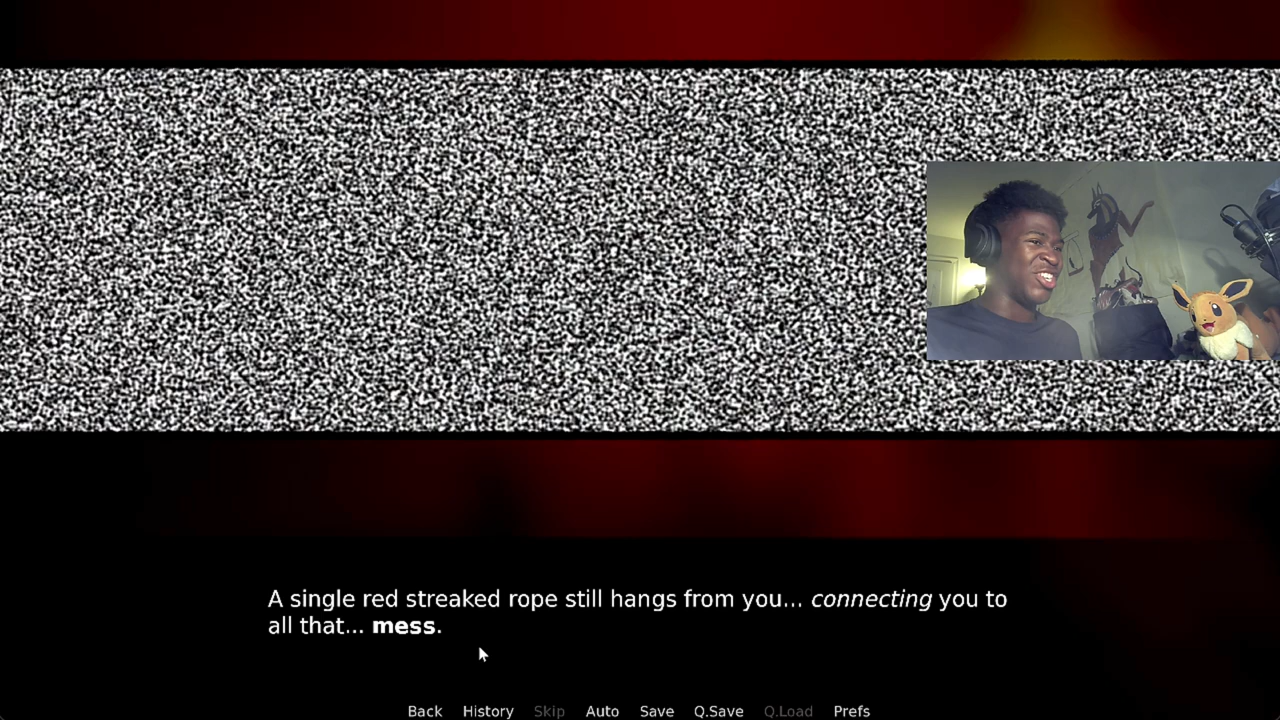 A single red streaked rope still hangs from you... connecting you to
all that... mess.
Back History Skip Auto Save Q.Save Q.Load Prefs